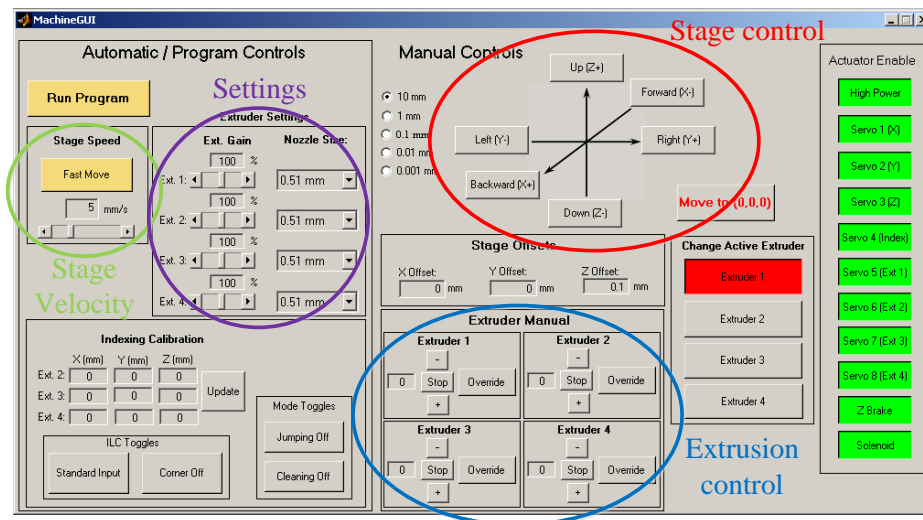 MachineGUI
Automatic / Program Controls
Run Program
Settings
Stage Speed
Fast Move
5 mm/s
Stage
Velocity
Extruder Settings
Ext. Gain Nozzle Size:
100 %
Ext. 1: 0.51 mm
100 %
Ext. 2: 0.51 mm
100 %
Ext. 3: 0.51 mm
100 %
Ext. 4: 0.51 mm
Indexing Calibration
X (mm) Y (mm) Z (mm)
Ext. 2: 0 0 0
Ext. 3: 0 0 0
Ext. 4: 0 0 0
Update
ILC Toggles
Standard Input Corner Off
Mode Toggles
Jumping Off
Cleaning Off
Manual Controls
Stage control
10 mm
1 mm
0.1 mm
0.01 mm
0.001 mm
Up (Z+)
Forward (X-)
Left (Y-)
Right (Y+)
Backward (X+)
Down (Z-)
Move to (0,0,0)
Stage Offsets
X Offset: Y Offset: Z Offset:
0 mm 0 mm 0.1 mm
Extruder Manual
Extruder 1
-
0 Stop Override
+
Extruder 2
-
0 Stop Override
+
Extruder 3
-
0 Stop Override
+
Extruder 4
-
0 Stop Override
+
Change Active Extruder
Extruder 1
Extruder 2
Extruder 3
Extruder 4
Extrusion
control
Actuator Enable
High Power
Servo 1 (X)
Servo 2 (Y)
Servo 3 (Z)
Servo 4 (Index)
Servo 5 (Ext 1)
Servo 6 (Ext 2)
Servo 7 (Ext 3)
Servo 8 (Ext 4)
Z Brake
Solenoid